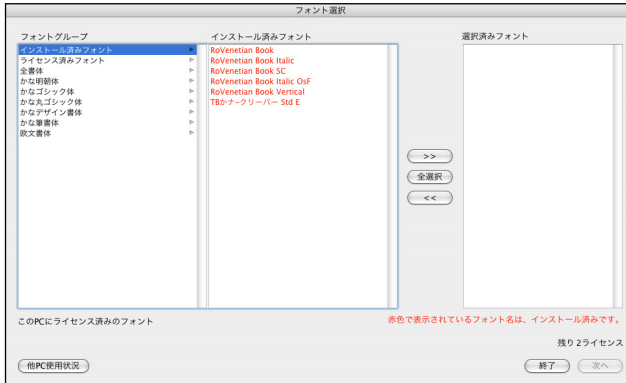 フォント選択
フォントグループ
インストール済みフォント
選択済みフォント
インストール済みフォント
ライセンス済みフォント
全書体
かな明朝体
かなゴシック体
かな丸ゴシック体
かなデザイン書体
かな筆書体
欧文書体
RoVenetian Book
RoVenetian Book Italic
RoVenetian Book SC
RoVenetian Book Italic OsF
RoVenetian Book Vertical
TBカナ-クリーパー Std E
>>
全選択
<<
このPCにライセンス済みのフォント
赤色で表示されているフォント名は、インストール済みです。
残り 2ライセンス
他PC使用状況
終了
次へ